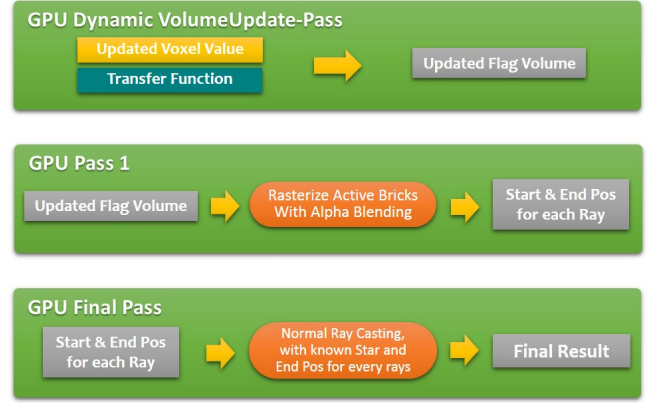 GPU Dynamic VolumeUpdate-Pass
Updated Voxel Value
Transfer Function
Updated Flag Volume
GPU Pass 1
Updated Flag Volume
Rasterize Active Bricks
With Alpha Blending
Start & End Pos
for each Ray
GPU Final Pass
Start & End Pos
for each Ray
Normal Ray Casting,
with known Star and
End Pos for every rays
Final Result